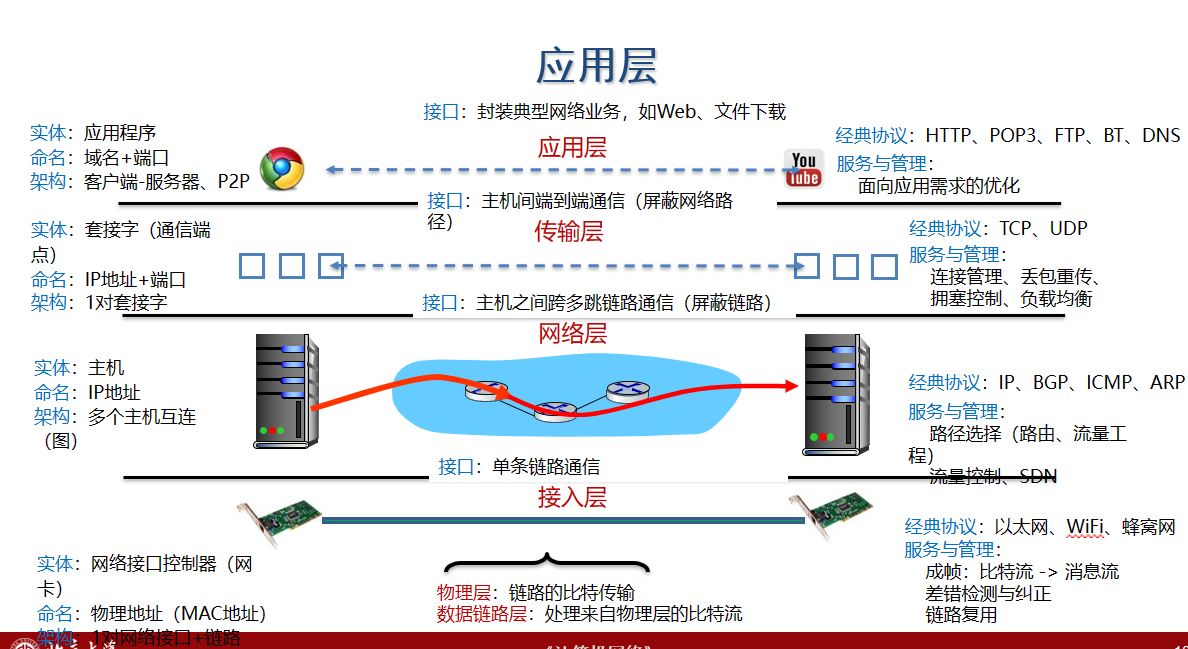 应用层
接口：封装典型网络业务，如Web、文件下载
实体：应用程序
命名：域名+端口
架构：客户端-服务器、P2P
应用层
You
Tube
经典协议：HTTP、POP3、FTP、BT、DNS
服务与管理：
面向应用需求的优化
接口：主机间端到端通信（屏蔽网络路
径）
传输层
实体：套接字（通信端
点）
命名：IP地址+端口
架构：1对套接字
经典协议：TCP、UDP
服务与管理：
连接管理、丢包重传、
拥塞控制、负载均衡
接口：主机之间跨多跳链路通信（屏蔽链路）
网络层
实体：主机
命名：IP地址
架构：多个主机互连
（图）
经典协议：IP、BGP、ICMP、ARP
服务与管理：
路径选择（路由、流量工
程）
流量控制、SDN
接口：单条链路通信
接入层
实体：网络接口控制器（网
卡）
命名：物理地址（MAC地址）
架构：1对网络接口+链路
物理层：链路的比特传输
数据链路层：处理来自物理层的比特流
经典协议：以太网、WiFi、蜂窝网
服务与管理：
成帧：比特流 -> 消息流
差错检测与纠正
链路复用